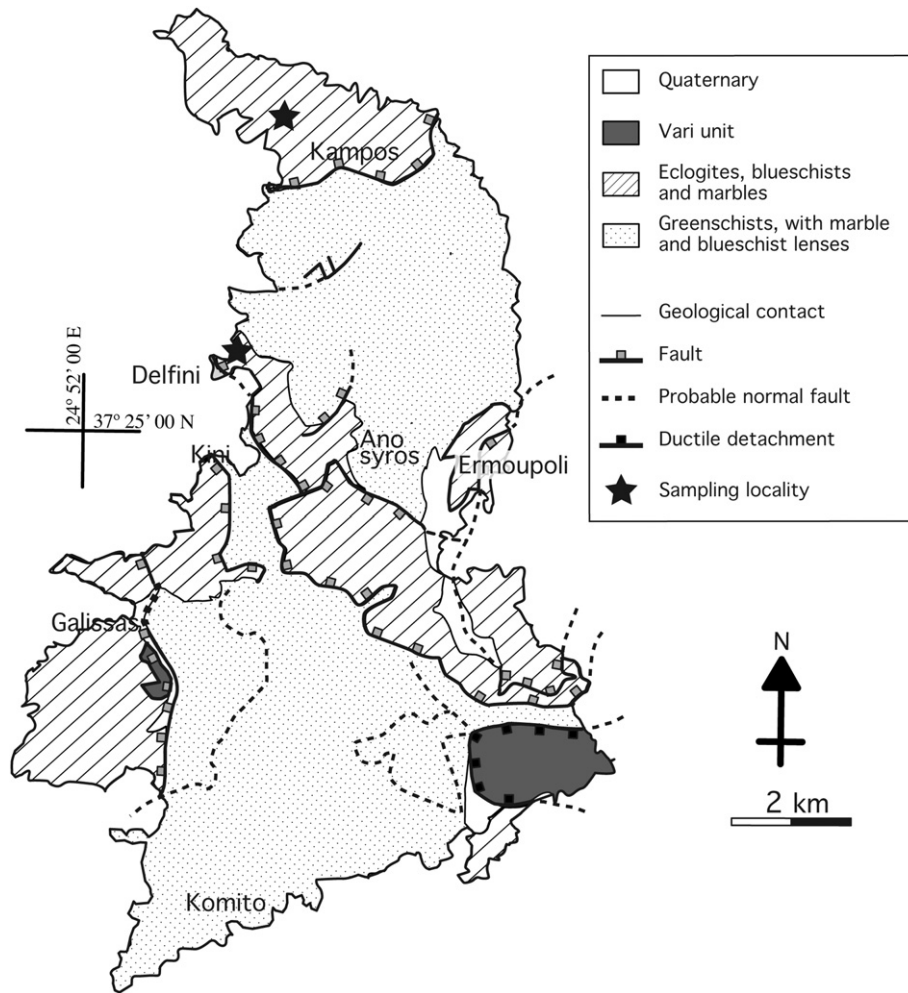 Kampos
Delfini
24° 52' 00 E
37° 25' 00 N
Kini
Ano
syros
Ermoupoli
Galissas
Komito
Quaternary
Vari unit
Eclogites, blueschists
and marbles
Greenschists, with marble
and blueschist lenses
Geological contact
Fault
Probable normal fault
Ductile detachment
Sampling locality
N
2 km